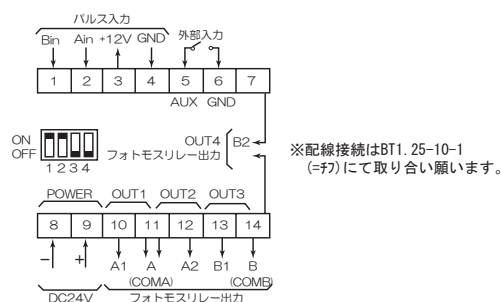 パルス入力
Bin Ain +12V GND 外部入力
1 2 3 4 5 6 7
AUX GND
ON
OFF
1 2 3 4
OUT4 B2
フォトモスリレー出力
※配線接続はBT1.25-10-1
(=ﾁﾌ)にて取り合い願います。
POWER OUT1 OUT2 OUT3
8 9 10 11 12 13 14
− + A1 A A2 B1 B
(COMA) (COMB)
DC24V フォトモスリレー出力